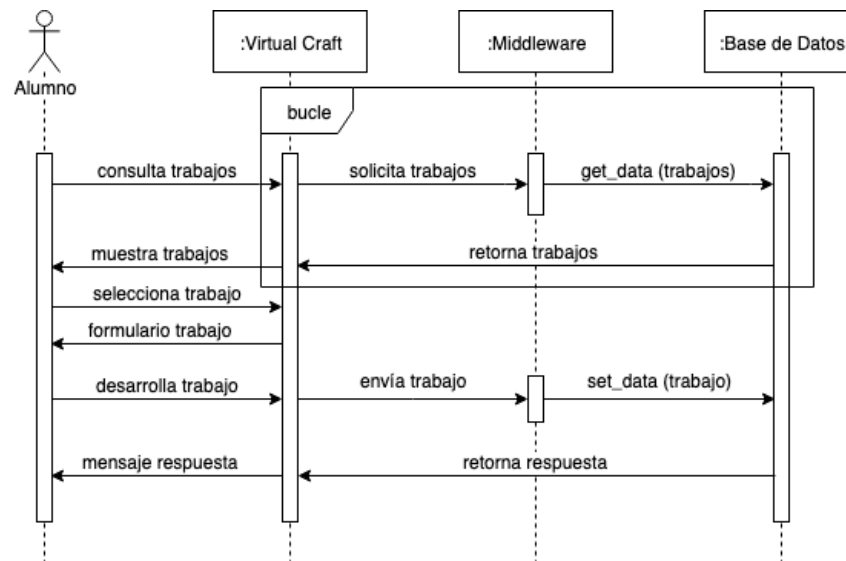 :Virtual Craft
:Middleware
:Base de Datos
Alumno
bucle
consulta trabajos
solicita trabajos
get_data (trabajos)
muestra trabajos
retorna trabajos
selecciona trabajo
formulario trabajo
desarrolla trabajo
envía trabajo
set_data (trabajo)
mensaje respuesta
retorna respuesta